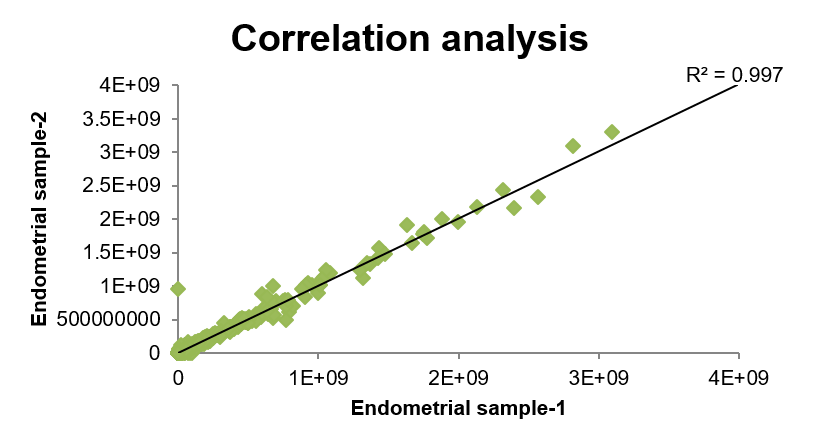 Correlation analysis
R² = 0.997
4E+09
3.5E+09
3E+09
2.5E+09
2E+09
1.5E+09
1E+09
500000000
0
Endometrial sample-2
0 1E+09 2E+09 3E+09 4E+09
Endometrial sample-1